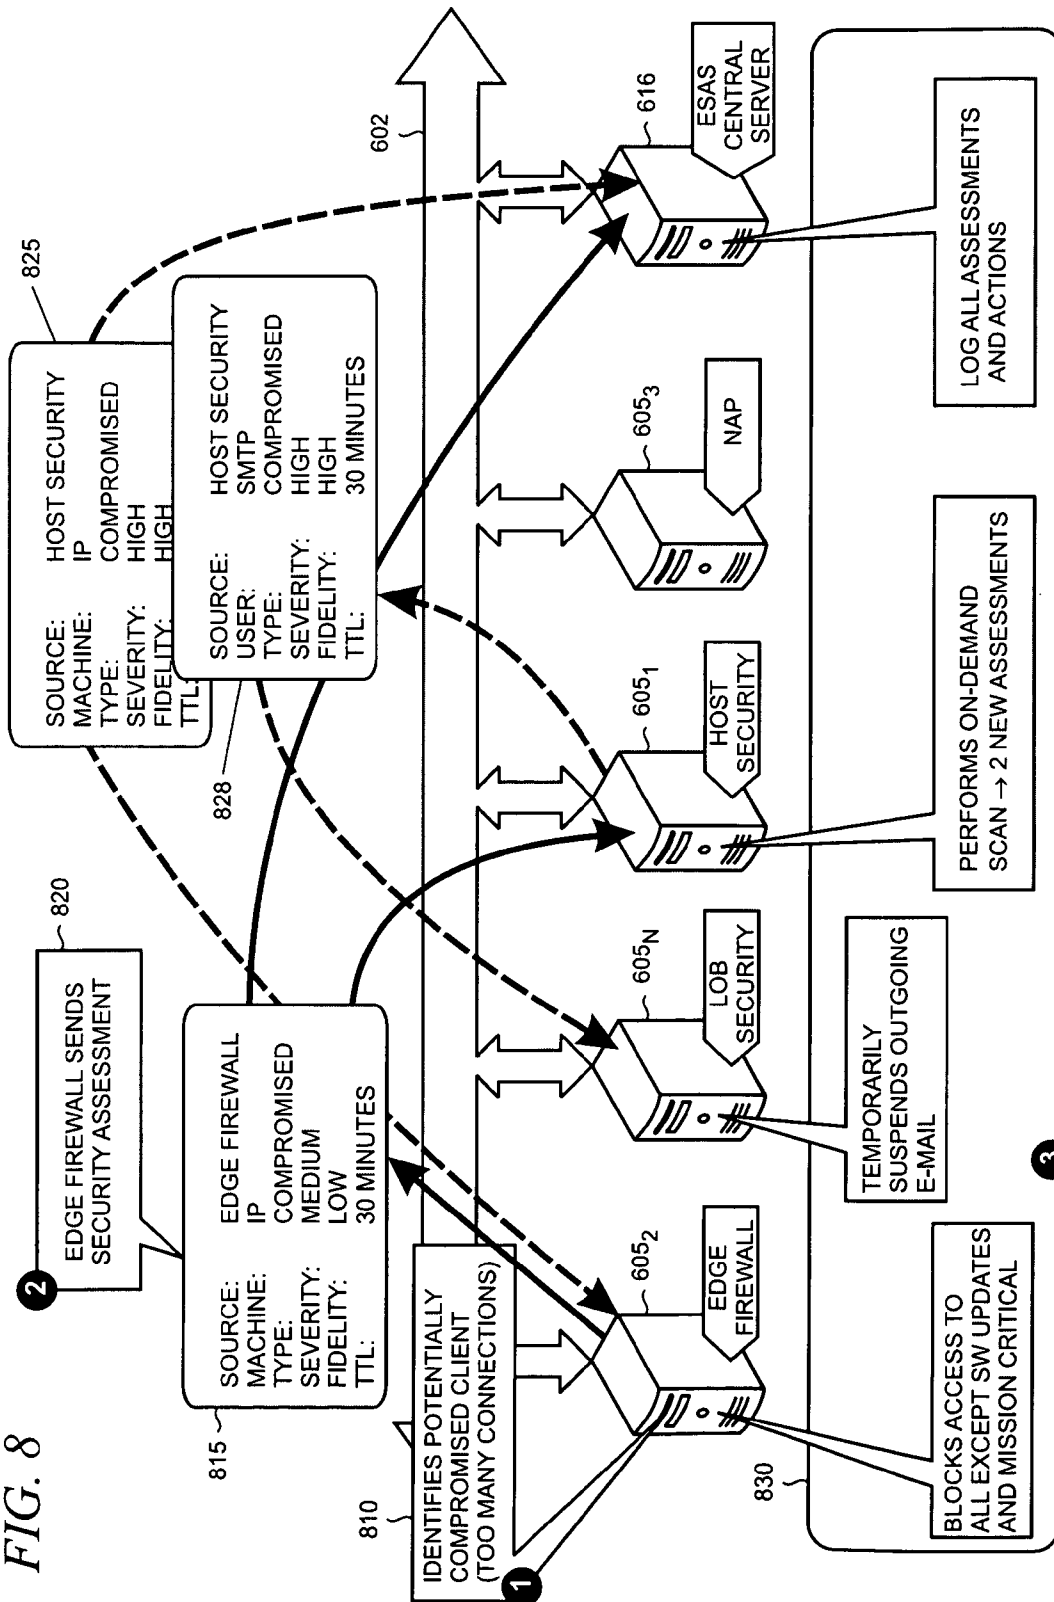 FIG. 8
2
EDGE FIREWALL SENDS
SECURITY ASSESSMENT
820
825
SOURCE: HOST SECURITY
MACHINE: IP
TYPE: COMPROMISED
SEVERITY: HIGH
FIDELITY: HIGH
TTL:
815
SOURCE: EDGE FIREWALL
MACHINE: IP
TYPE: COMPROMISED
SEVERITY: MEDIUM
FIDELITY: LOW
TTL: 30 MINUTES
828
SOURCE: HOST SECURITY
USER: SMTP
TYPE: COMPROMISED
SEVERITY: HIGH
FIDELITY: HIGH
TTL: 30 MINUTES
602
810
IDENTIFIES POTENTIALLY
COMPROMISED CLIENT
(TOO MANY CONNECTIONS)
1
605₂
EDGE
FIREWALL
605N
LOB
SECURITY
605₁
HOST
SECURITY
605₃
NAP
616
ESAS
CENTRAL
SERVER
830
BLOCKS ACCESS TO
ALL EXCEPT SW UPDATES
AND MISSION CRITICAL
TEMPORARILY
SUSPENDS OUTGOING
E-MAIL
PERFORMS ON-DEMAND
SCAN → 2 NEW ASSESSMENTS
LOG ALL ASSESSMENTS
AND ACTIONS
3